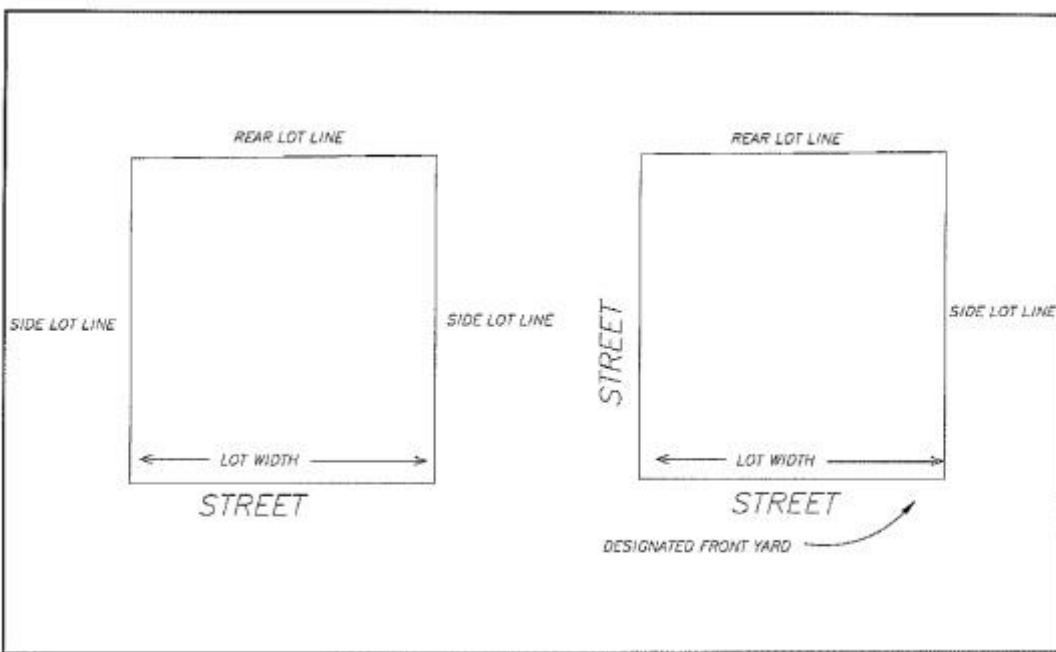 REAR LOT LINE
SIDE LOT LINE
SIDE LOT LINE
LOT WIDTH
STREET
REAR LOT LINE
STREET
SIDE LOT LINE
LOT WIDTH
STREET
DESIGNATED FRONT YARD